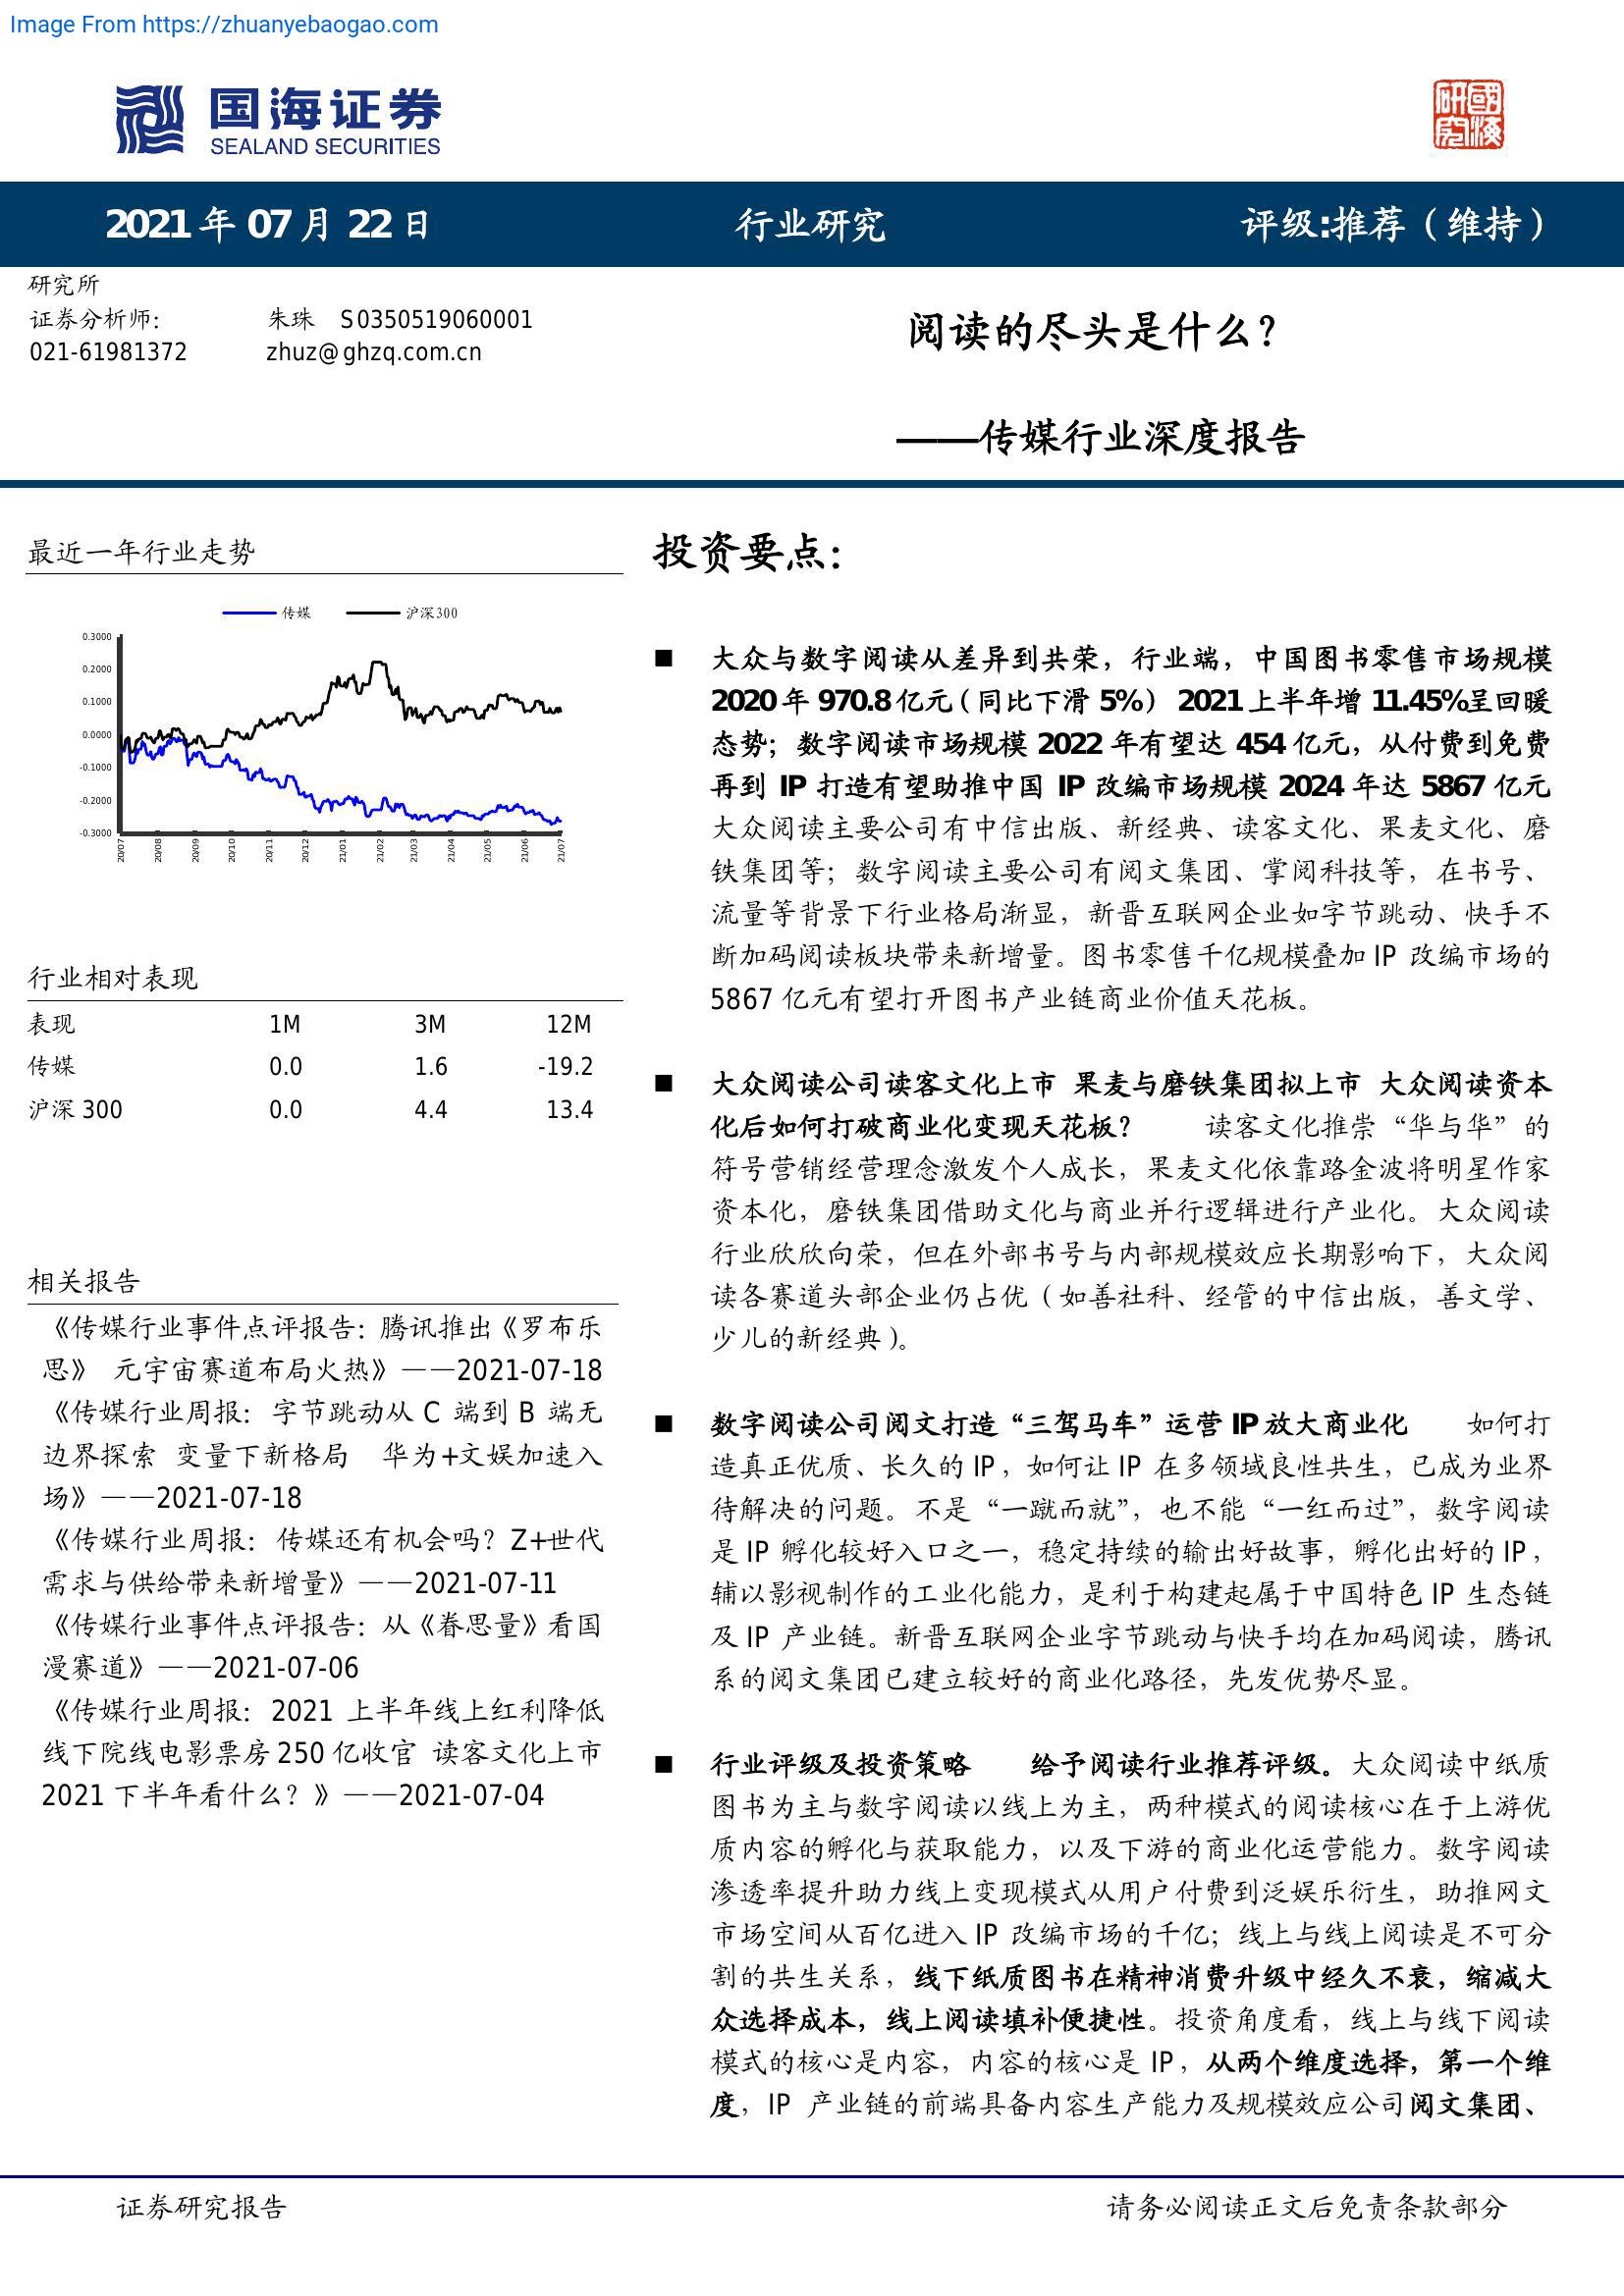 Image From https://zhuanyebaogao.com
国海证券
SEALAND SECURITIES
研國
究海
2021 年 07 月 22 日 行业研究 评级:推荐（维持）
研究所
证券分析师: 朱珠 S0350519060001
021-61981372 zhuz@ghzq.com.cn
阅读的尽头是什么？
——传媒行业深度报告
最近一年行业走势
传媒 沪深300
0.3000
0.2000
0.1000
0.0000
-0.1000
-0.2000
-0.3000
20/07 20/08 20/09 20/10 20/11 20/12 21/01 21/02 21/03 21/04 21/05 21/06 21/07
行业相对表现
表现 1M 3M 12M
传媒 0.0 1.6 -19.2
沪深 300 0.0 4.4 13.4
相关报告
《传媒行业事件点评报告：腾讯推出《罗布乐
思》 元宇宙赛道布局火热》——2021-07-18
《传媒行业周报：字节跳动从 C 端到 B 端无
边界探索 变量下新格局 华为+文娱加速入
场》——2021-07-18
《传媒行业周报：传媒还有机会吗？Z+世代
需求与供给带来新增量》——2021-07-11
《传媒行业事件点评报告：从《眷思量》看国
漫赛道》——2021-07-06
《传媒行业周报：2021 上半年线上红利降低
线下院线电影票房 250 亿收官 读客文化上市
2021 下半年看什么？》——2021-07-04
投资要点：
■ 大众与数字阅读从差异到共荣，行业端，中国图书零售市场规模
2020 年 970.8 亿元（同比下滑 5%） 2021 上半年增 11.45%呈回暖
态势；数字阅读市场规模 2022 年有望达 454 亿元，从付费到免费
再到 IP 打造有望助推中国 IP 改编市场规模 2024 年达 5867 亿元
大众阅读主要公司有中信出版、新经典、读客文化、果麦文化、磨
铁集团等；数字阅读主要公司有阅文集团、掌阅科技等，在书号、
流量等背景下行业格局渐显，新晋互联网企业如字节跳动、快手不
断加码阅读板块带来新增量。图书零售千亿规模叠加 IP 改编市场的
5867 亿元有望打开图书产业链商业价值天花板。
■ 大众阅读公司读客文化上市 果麦与磨铁集团拟上市 大众阅读资本
化后如何打破商业化变现天花板？ 读客文化推崇“华与华”的
符号营销经营理念激发个人成长，果麦文化依靠路金波将明星作家
资本化，磨铁集团借助文化与商业并行逻辑进行产业化。大众阅读
行业欣欣向荣，但在外部书号与内部规模效应长期影响下，大众阅
读各赛道头部企业仍占优（如善社科、经管的中信出版，善文学、
少儿的新经典）。
■ 数字阅读公司阅文打造“三驾马车”运营 IP 放大商业化 如何打
造真正优质、长久的 IP，如何让 IP 在多领域良性共生，已成为业界
待解决的问题。不是“一蹴而就”，也不能“一红而过”，数字阅读
是 IP 孵化较好入口之一，稳定持续的输出好故事，孵化出好的 IP，
辅以影视制作的工业化能力，是利于构建起属于中国特色 IP 生态链
及 IP 产业链。新晋互联网企业字节跳动与快手均在加码阅读，腾讯
系的阅文集团已建立较好的商业化路径，先发优势尽显。
■ 行业评级及投资策略 给予阅读行业推荐评级。大众阅读中纸质
图书为主与数字阅读以线上为主，两种模式的阅读核心在于上游优
质内容的孵化与获取能力，以及下游的商业化运营能力。数字阅读
渗透率提升助力线上变现模式从用户付费到泛娱乐衍生，助推网文
市场空间从百亿进入 IP 改编市场的千亿；线上与线上阅读是不可分
割的共生关系，线下纸质图书在精神消费升级中经久不衰，缩减大
众选择成本，线上阅读填补便捷性。投资角度看，线上与线下阅读
模式的核心是内容，内容的核心是 IP，从两个维度选择，第一个维
度，IP 产业链的前端具备内容生产能力及规模效应公司阅文集团、
证券研究报告 请务必阅读正文后免责条款部分